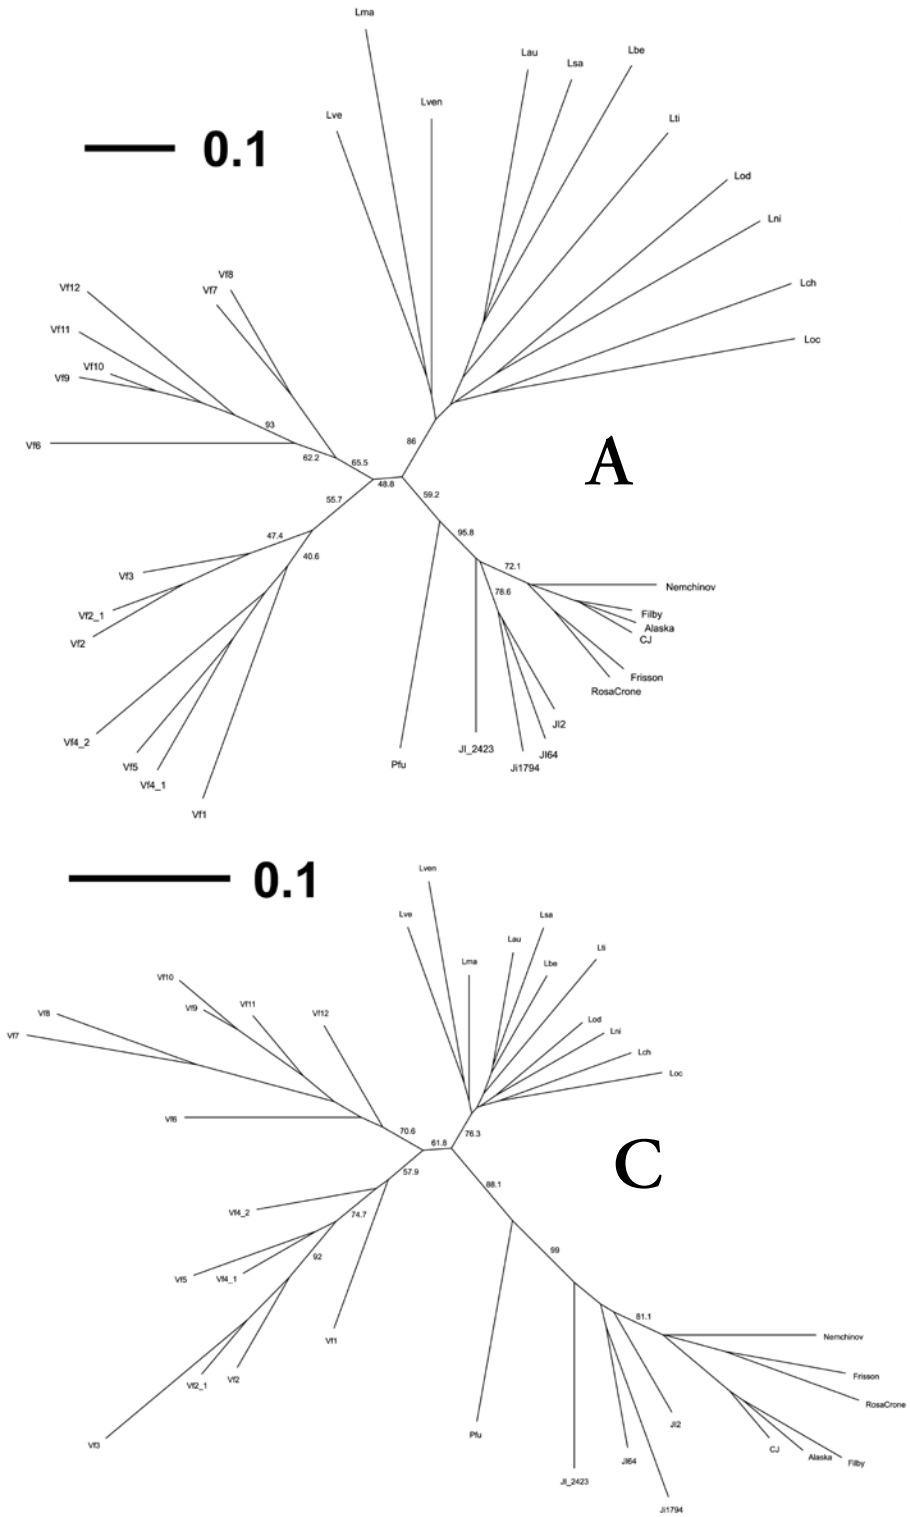 Lma
Lau
Lbe
Lsa
Lven
Lve
Lti
0.1
Lod
Lni
Vf8
Vf12
Vf7
Lch
Vf11
Loc
Vf10
Vf9
93
Vf6
86
A
62.2
65.5
48.8
59.2
55.7
47.4
95.8
40.6
72.1
Vf3
78.6
Nemchinov
Vf2_1
Filby
Alaska
Vf2
CJ
Frisson
RosaCrone
JI2
Vf4_2
JI_2423
JI64
Pfu
Vf5
Ji1794
Vf4_1
Vf1
Lven
0.1
Lve
Lsa
Lau
Lti
Lma
Lbe
Vf10
Vf11
Vf9
Vf8
Vf12
Lod
Lni
Vf7
Lch
Loc
Vf6
70.6
76.3
61.8
C
57.9
88.1
Vf4_2
74.7
99
92
Vf5
Vf4_1
81.1
Vf1
Nemchinov
Vf2_1
Vf2
Frisson
RosaCrone
JI2
Pfu
Vf3
CJ
Alaska
JI64
Filby
JI_2423
Ji1794